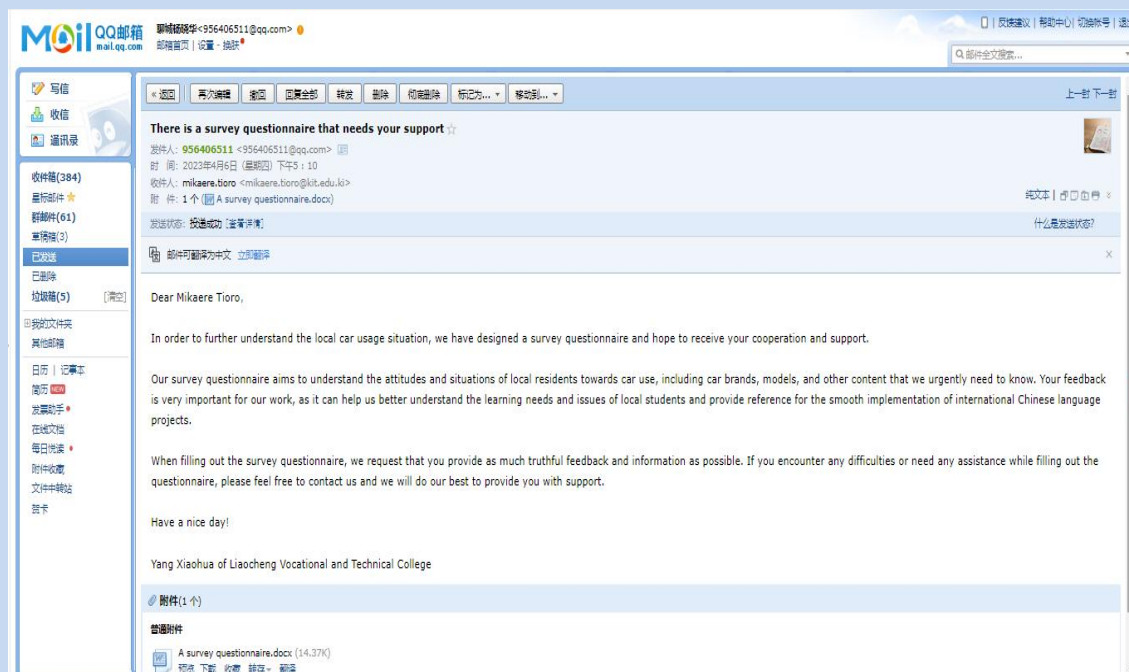 QQ邮箱
mail.qq.com
聊城杨晓华<956406511@qq.com>
邮箱首页 | 设置 - 换肤
反馈建议 | 帮助中心 | 切换帐号 | 退出
邮件全文搜索...
写信
收信
通讯录
收件箱(384)
星标邮件
群邮件(61)
草稿箱(3)
已发送
已删除
垃圾箱(5) [清空]
我的文件夹
其他邮箱
日历 | 记事本
简历 NEW
发票助手
在线文档
每日悦读
附件收藏
文件中转站
贺卡
« 返回 再次编辑 撤回 回复全部 转发 删除 彻底删除 标记为... 移动到...
上一封 下一封
There is a survey questionnaire that needs your support
发件人: 956406511 <956406511@qq.com>
时 间: 2023年4月6日 (星期四) 下午5:10
收件人: mikaere.tioro <mikaere.tioro@kit.edu.ki>
附 件: 1 个 (A survey questionnaire.docx)
纯文本 |
发送状态: 投递成功 [查看详情]
什么是发送状态?
邮件可翻译为中文 立即翻译
Dear Mikaere Tioro,
In order to further understand the local car usage situation, we have designed a survey questionnaire and hope to receive your cooperation and support.
Our survey questionnaire aims to understand the attitudes and situations of local residents towards car use, including car brands, models, and other content that we urgently need to know. Your feedback
is very important for our work, as it can help us better understand the learning needs and issues of local students and provide reference for the smooth implementation of international Chinese language
projects.
When filling out the survey questionnaire, we request that you provide as much truthful feedback and information as possible. If you encounter any difficulties or need any assistance while filling out the
questionnaire, please feel free to contact us and we will do our best to provide you with support.
Have a nice day!
Yang Xiaohua of Liaocheng Vocational and Technical College
附件(1 个)
普通附件
A survey questionnaire.docx (14.37K)
预览 下载 收藏 转存 翻译